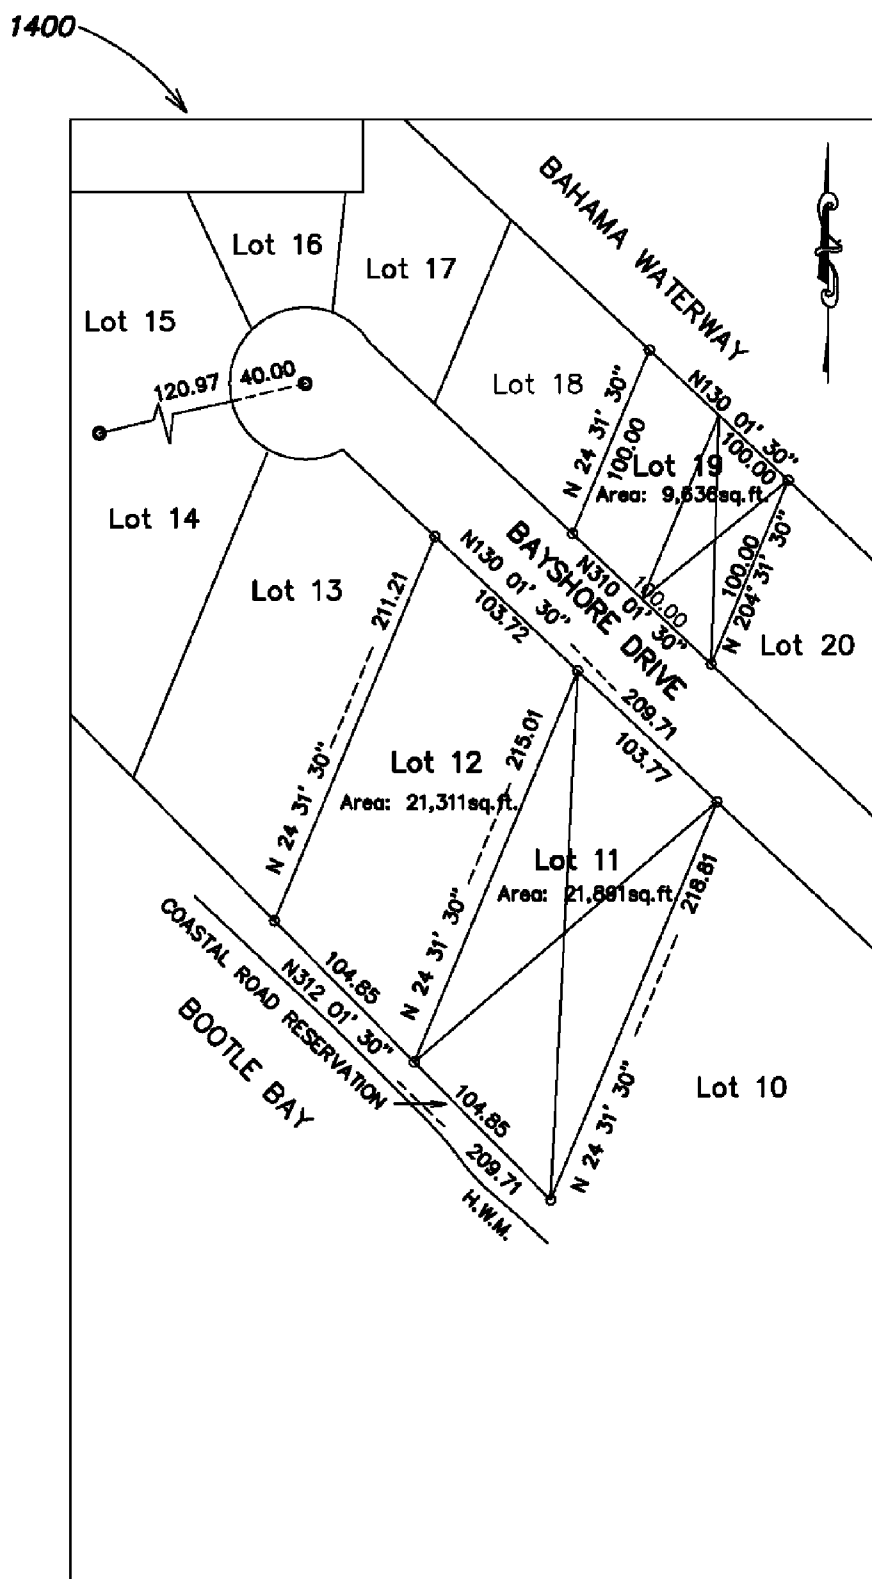 1400
BAHAMA WATERWAY
Lot 16
Lot 17
Lot 15
120.97
40.00
Lot 18
N 24 31' 30"
100.00
N130 01' 30"
100.00
Lot 19
Area: 9,636sq.ft.
Lot 14
Lot 13
211.21
N 24 31' 30"
N130 01' 30"
103.72
BAYSHORE DRIVE
N310 01' 30"
100.00
100.00
N 204 31' 30"
Lot 20
209.71
103.77
215.01
N 24 31' 30"
Lot 12
Area: 21,311sq.ft.
Lot 11
Area: 21,891sq.ft.
218.81
N 24 31' 30"
COASTAL ROAD RESERVATION
104.85
N312 01' 30"
BOOTLE BAY
104.85
209.71
H.W.M.
Lot 10